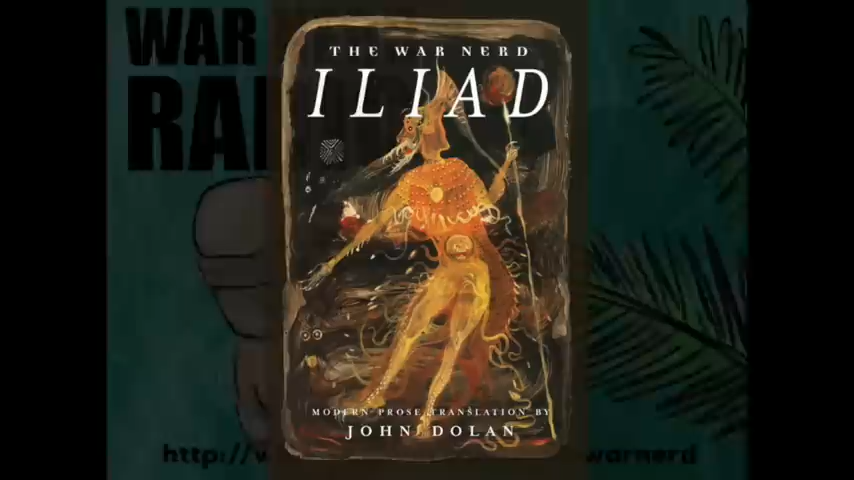 WAR
RA
THE WAR NERD
ILIAD
MODERN PROSE TRANSLATION BY
JOHN DOLAN
http://w
warnerd